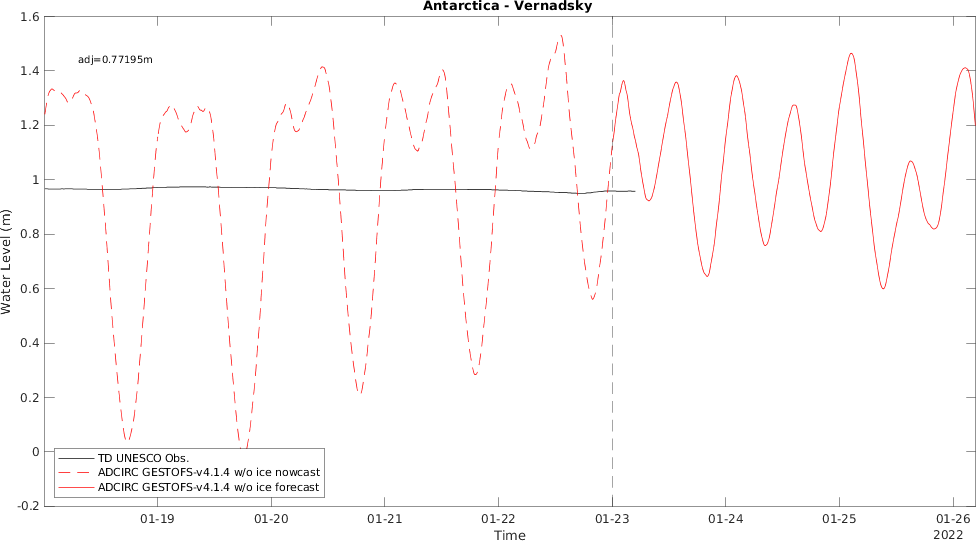 Antarctica - Vernadsky
adj=0.77195m
Water Level (m)
1.6
1.4
1.2
1
0.8
0.6
0.4
0.2
0
-0.2
TD UNESCO Obs.
ADCIRC GESTOFS-v4.1.4 w/o ice nowcast
ADCIRC GESTOFS-v4.1.4 w/o ice forecast
01-19 01-20 01-21 01-22 01-23 01-24 01-25 01-26
2022
Time